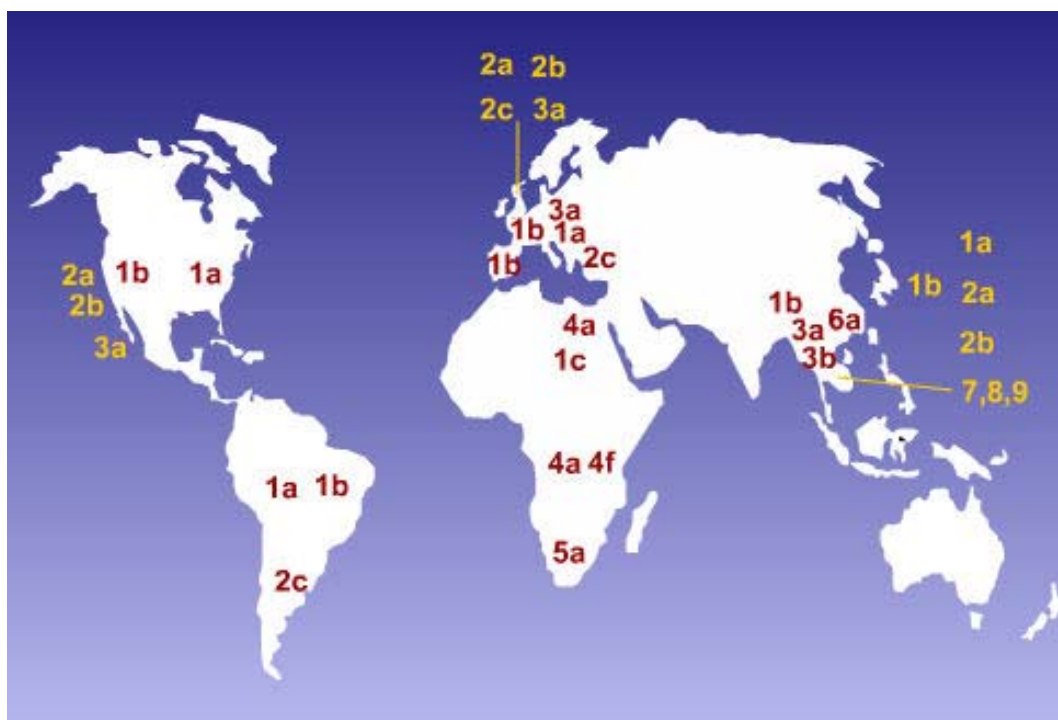 2a 2b
2c 3a
3a
1b 1a
1b 2c
2a 1b 1a
2b
3a
4a
1c
4a 4f
5a
1a 1b
2c
1a
1b 2a
1b
3a 6a
2b
3b
7,8,9